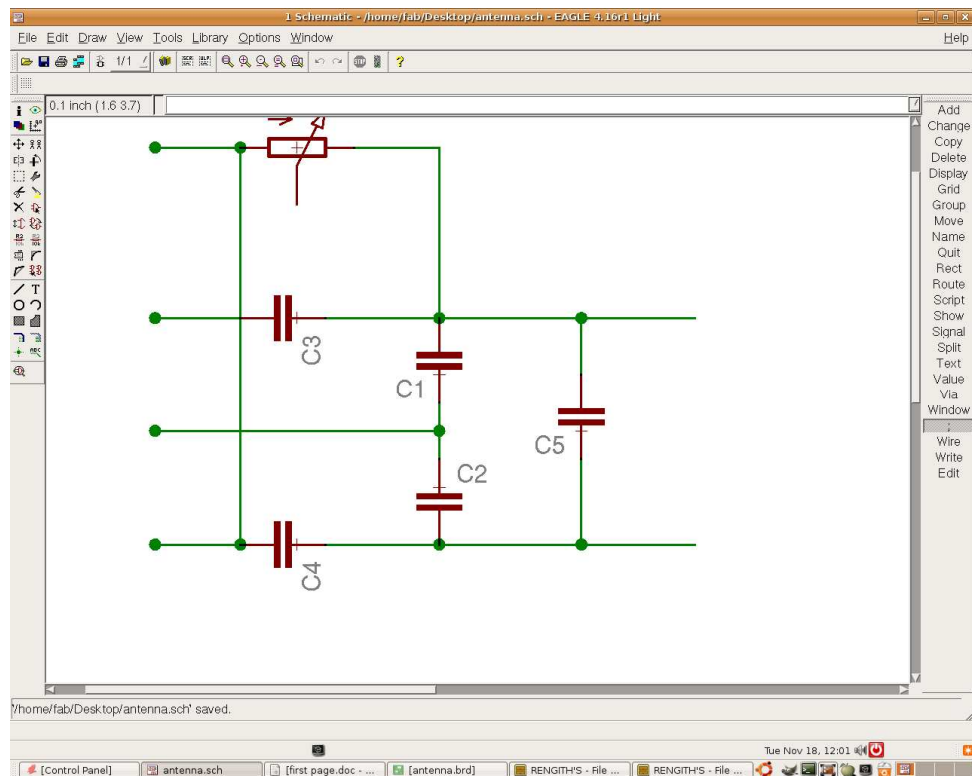 1 Schematic - /home/fab/Desktop/antenna.sch - EAGLE 4.16r1 Light
File Edit Draw View Tools Library Options Window Help
1/1
0.1 inch (1.6 3.7)
Add
Change
Copy
Delete
Display
Grid
Group
Move
Name
Quit
Rect
Route
Script
Show
Signal
Split
Text
Value
Via
Window
;
Wire
Write
Edit
C3
C1
C5
C2
C4
'/home/fab/Desktop/antenna.sch' saved.
Tue Nov 18, 12:01
[Control Panel]
antenna.sch
[first page.doc - ...
[antenna.brd]
RENGITH'S - File ...
RENGITH'S - File ...